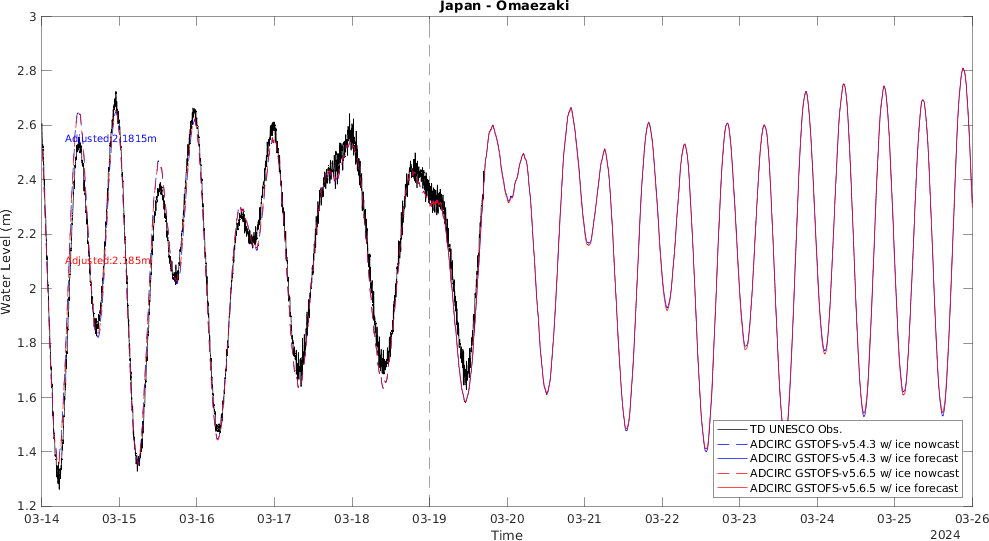 Japan - Omaezaki
3
2.8
2.6
2.4
2.2
2
1.8
1.6
1.4
1.2
Water Level (m)
Adjusted:2.1815m
Adjusted:2.185m
TD UNESCO Obs.
ADCIRC GSTOFS-v5.4.3 w/ ice nowcast
ADCIRC GSTOFS-v5.4.3 w/ ice forecast
ADCIRC GSTOFS-v5.6.5 w/ ice nowcast
ADCIRC GSTOFS-v5.6.5 w/ ice forecast
03-14 03-15 03-16 03-17 03-18 03-19 03-20 03-21 03-22 03-23 03-24 03-25 03-26
Time
2024